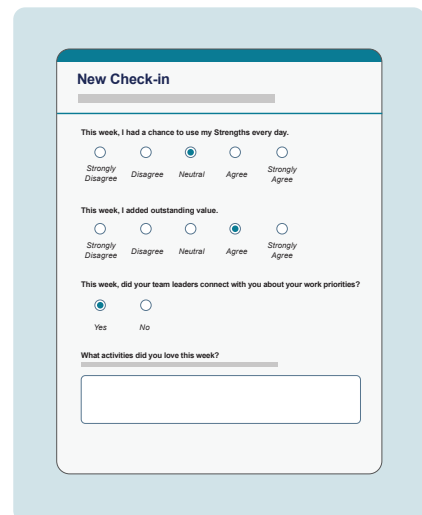 New Check-in
This week, I had a chance to use my Strengths every day.
Strongly Disagree
Disagree
Neutral
Agree
Strongly Agree
This week, I added outstanding value.
Strongly Disagree
Disagree
Neutral
Agree
Strongly Agree
This week, did your team leaders connect with you about your work priorities?
Yes
No
What activities did you love this week?